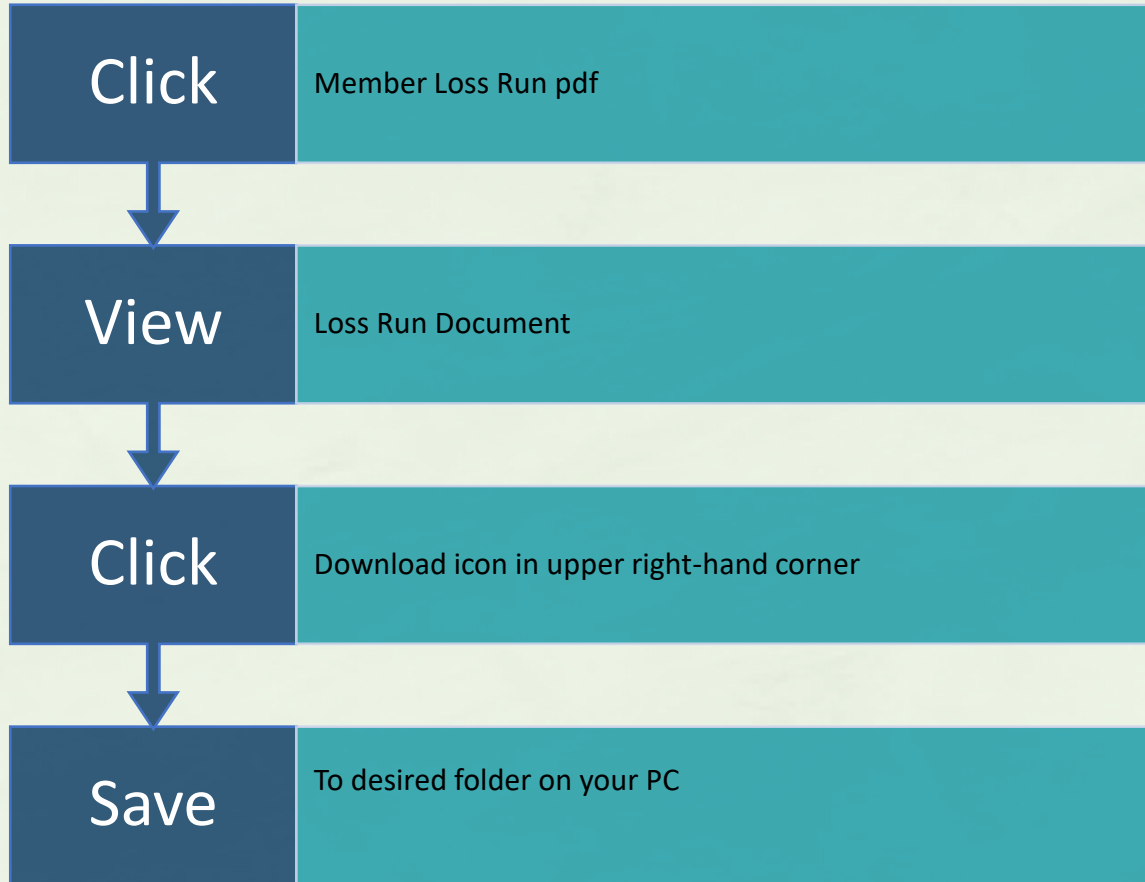 Click
Member Loss Run pdf
View
Loss Run Document
Click
Download icon in upper right-hand corner
Save
To desired folder on your PC